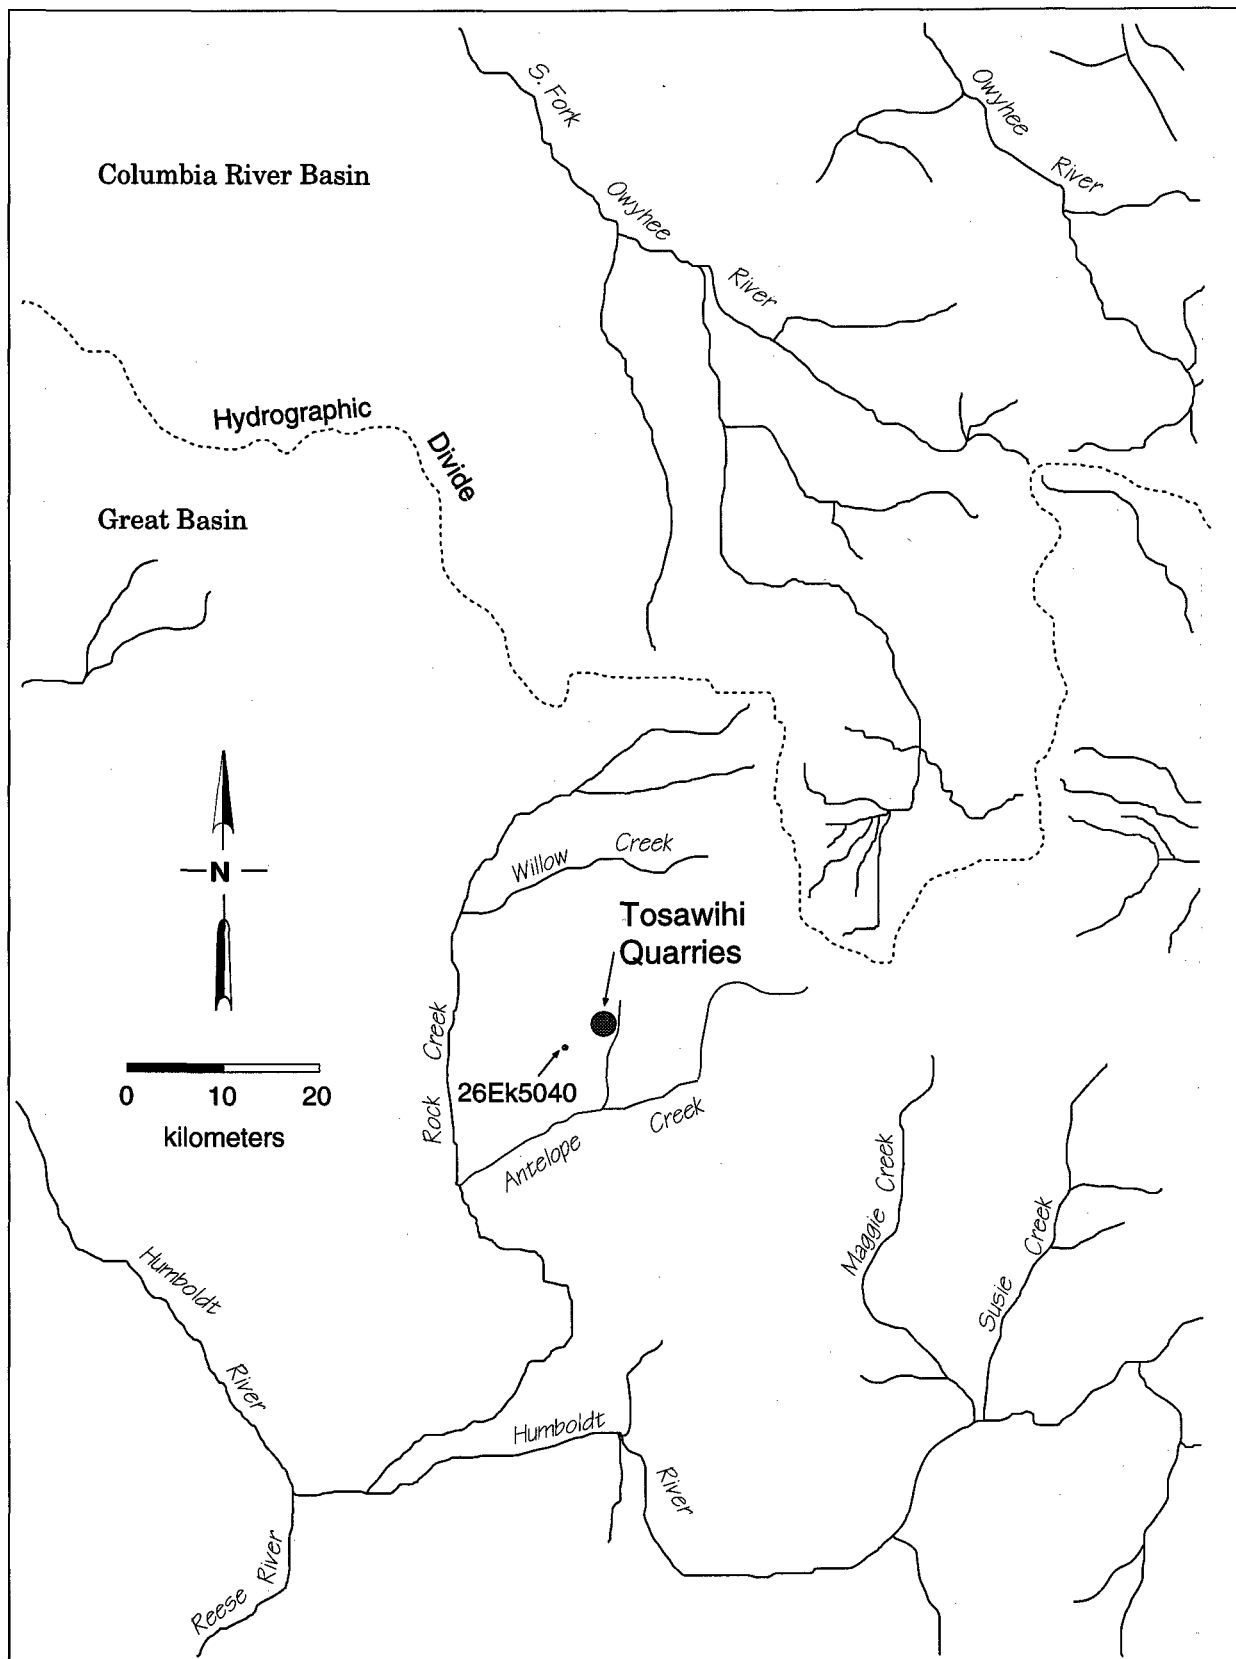 S. Fork
Owyhee
River
Owyhee
River
Columbia River Basin
Hydrographic
Divide
Great Basin
Willow Creek
Tosawihi
Quarries
N
Rock Creek
26Ek5040
0 10 20
kilometers
Antelope Creek
Maggie Creek
Susie Creek
Humboldt
River
Humboldt
River
Reese River